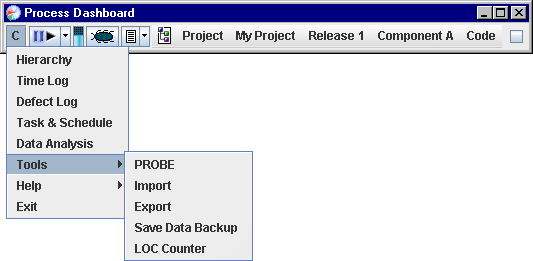 Process Dashboard
C Project My Project Release 1 Component A Code
Hierarchy
Time Log
Defect Log
Task & Schedule
Data Analysis
Tools
Help
Exit
PROBE
Import
Export
Save Data Backup
LOC Counter